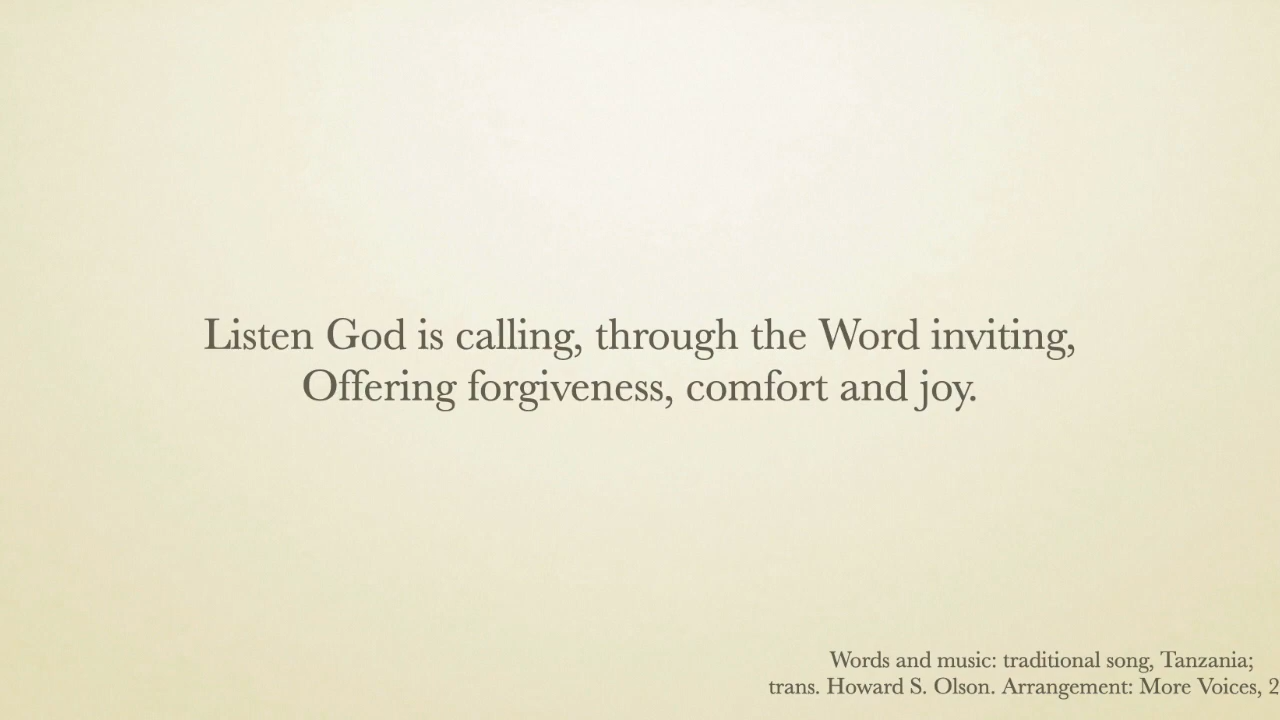 Listen God is calling, through the Word inviting,
Offering forgiveness, comfort and joy.
Words and music: traditional song, Tanzania;
trans. Howard S. Olson. Arrangement: More Voices, 2